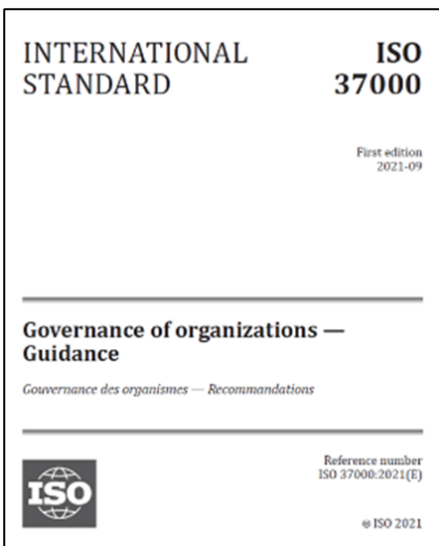 INTERNATIONAL
STANDARD
ISO
37000
First edition
2021-09
Governance of organizations —
Guidance
Gouvernance des organismes — Recommandations
ISO
Reference number
ISO 37000:2021(E)
© ISO 2021